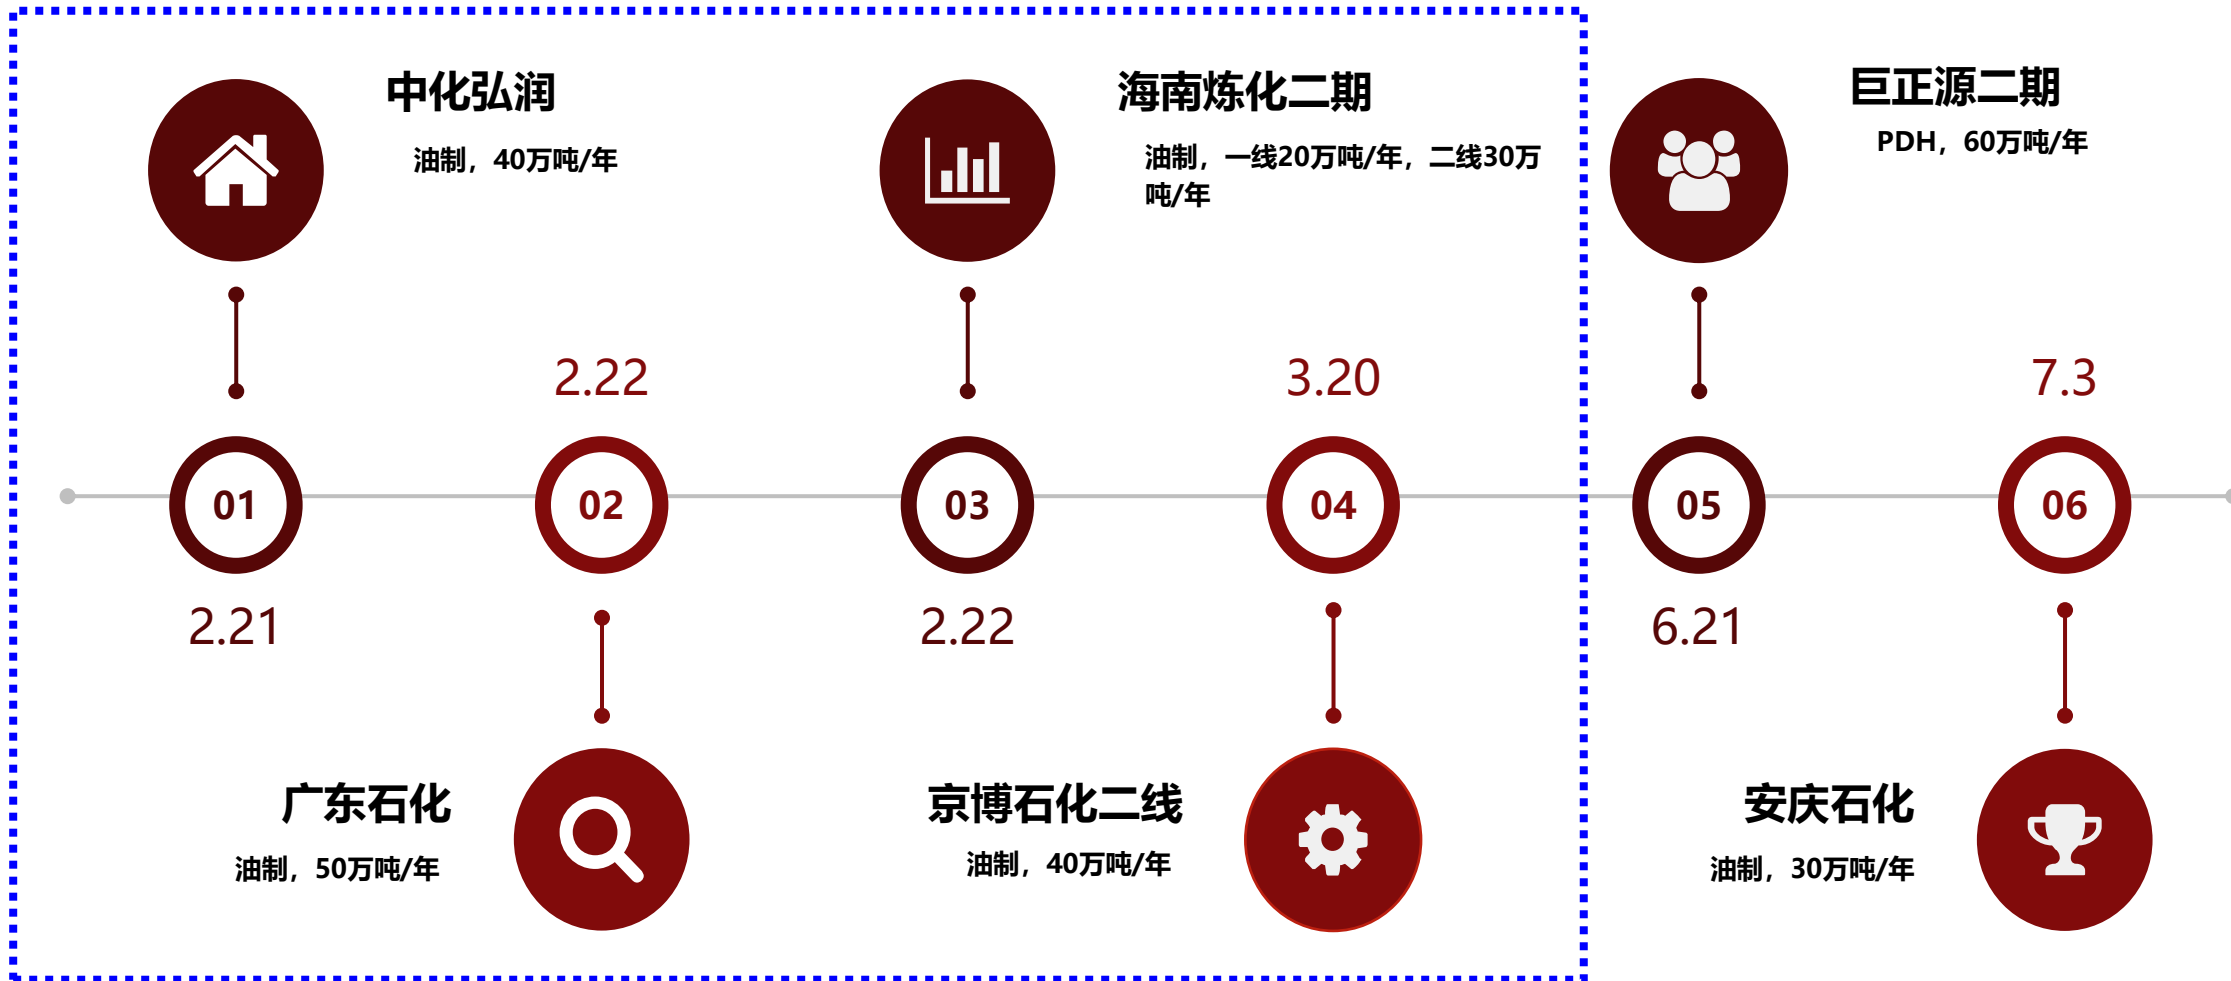 中化弘润
油制，40万吨/年
海南炼化二期
油制，一线20万吨/年，二线30万
吨/年
巨正源二期
PDH，60万吨/年
2.22
3.20
7.3
01
02
03
04
05
06
2.21
2.22
6.21
广东石化
油制，50万吨/年
京博石化二线
油制，40万吨/年
安庆石化
油制，30万吨/年